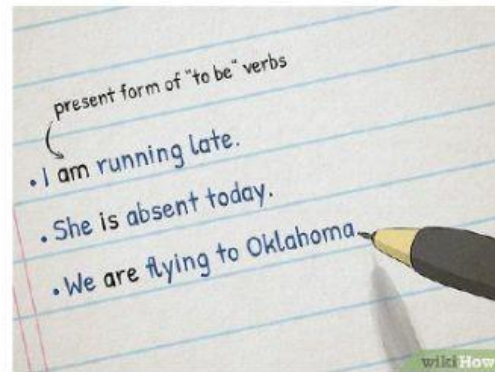 present form of "to be" verbs
• I am running late.
• She is absent today.
• We are flying to Oklahoma
wikiHow